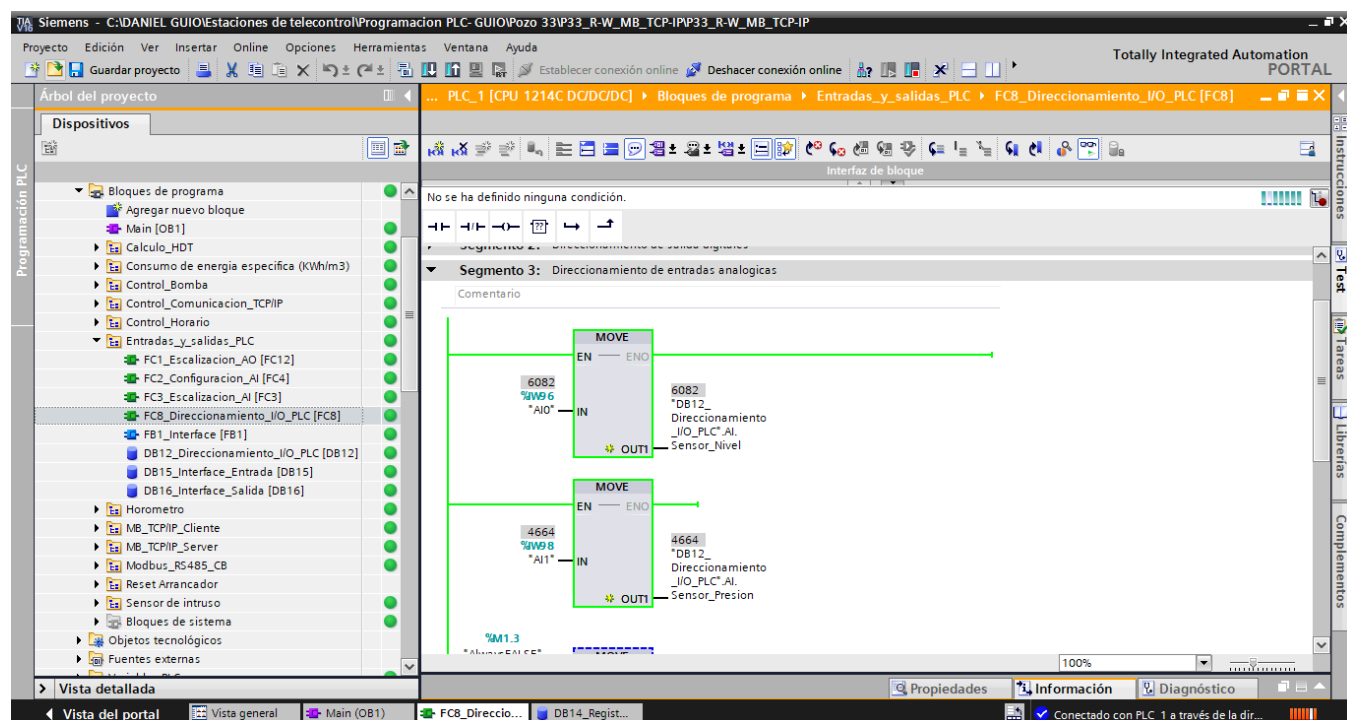 TIA V16 Siemens - C:\DANIEL GUIO\Estaciones de telecontrol\Programacion PLC- GUIO\Pozo 33\P33_R-W_MB_TCP-IP\P33_R-W_MB_TCP-IP
Proyecto Edición Ver Insertar Online Opciones Herramientas Ventana Ayuda
Totally Integrated Automation
PORTAL
Guardar proyecto Establecer conexión online Deshacer conexión online
Árbol del proyecto
... PLC_1 [CPU 1214C DC/DC/DC] Bloques de programa Entradas_y_salidas_PLC FC8_Direccionamiento_I/O_PLC [FC8]
Dispositivos
Programación PLC
Bloques de programa
Agregar nuevo bloque
Main [OB1]
Calculo_HDT
Consumo de energia especifica (KWh/m3)
Control_Bomba
Control_Comunicacion_TCP/IP
Control_Horario
Entradas_y_salidas_PLC
FC1_Escalizacion_AO [FC12]
FC2_Configuracion_AI [FC4]
FC3_Escalizacion_AI [FC3]
FC8_Direccionamiento_I/O_PLC [FC8]
FB1_Interface [FB1]
DB12_Direccionamiento_I/O_PLC [DB12]
DB15_Interface_Entrada [DB15]
DB16_Interface_Salida [DB16]
Horometro
MB_TCP/IP_Cliente
MB_TCP/IP_Server
Modbus_RS485_CB
Reset Arrancador
Sensor de intruso
Bloques de sistema
Objetos tecnológicos
Fuentes externas
Vista detallada
Interfaz de bloque
No se ha definido ninguna condición.
??
Segmento 2: Direccionamiento de salida digitales
Segmento 3: Direccionamiento de entradas analogicas
Comentario
MOVE
EN ENO
6082
%IW96
"AI0" IN
6082
"DB12_
Direccionamiento
_I/O_PLC".AI.
OUT1 Sensor_Nivel
MOVE
EN ENO
4664
%IW98
"AI1" IN
4664
"DB12_
Direccionamiento
_I/O_PLC".AI.
OUT1 Sensor_Presion
%M1.3
"AlwaysFALSE"
MOVE
100%
Propiedades Información Diagnóstico
Instrucciones
Test
Tareas
Librerías
Complementos
Vista del portal Vista general Main (OB1) FC8_Direccio... DB14_Regist... Conectado con PLC_1 a través de la dir...